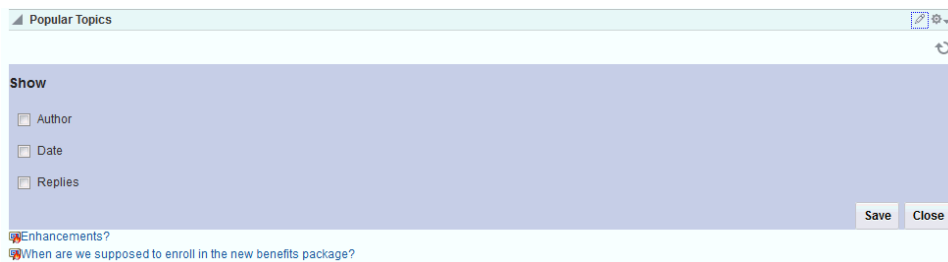 Popular Topics
Show
Author
Date
Replies
Save Close
Enhancements?
When are we supposed to enroll in the new benefits package?